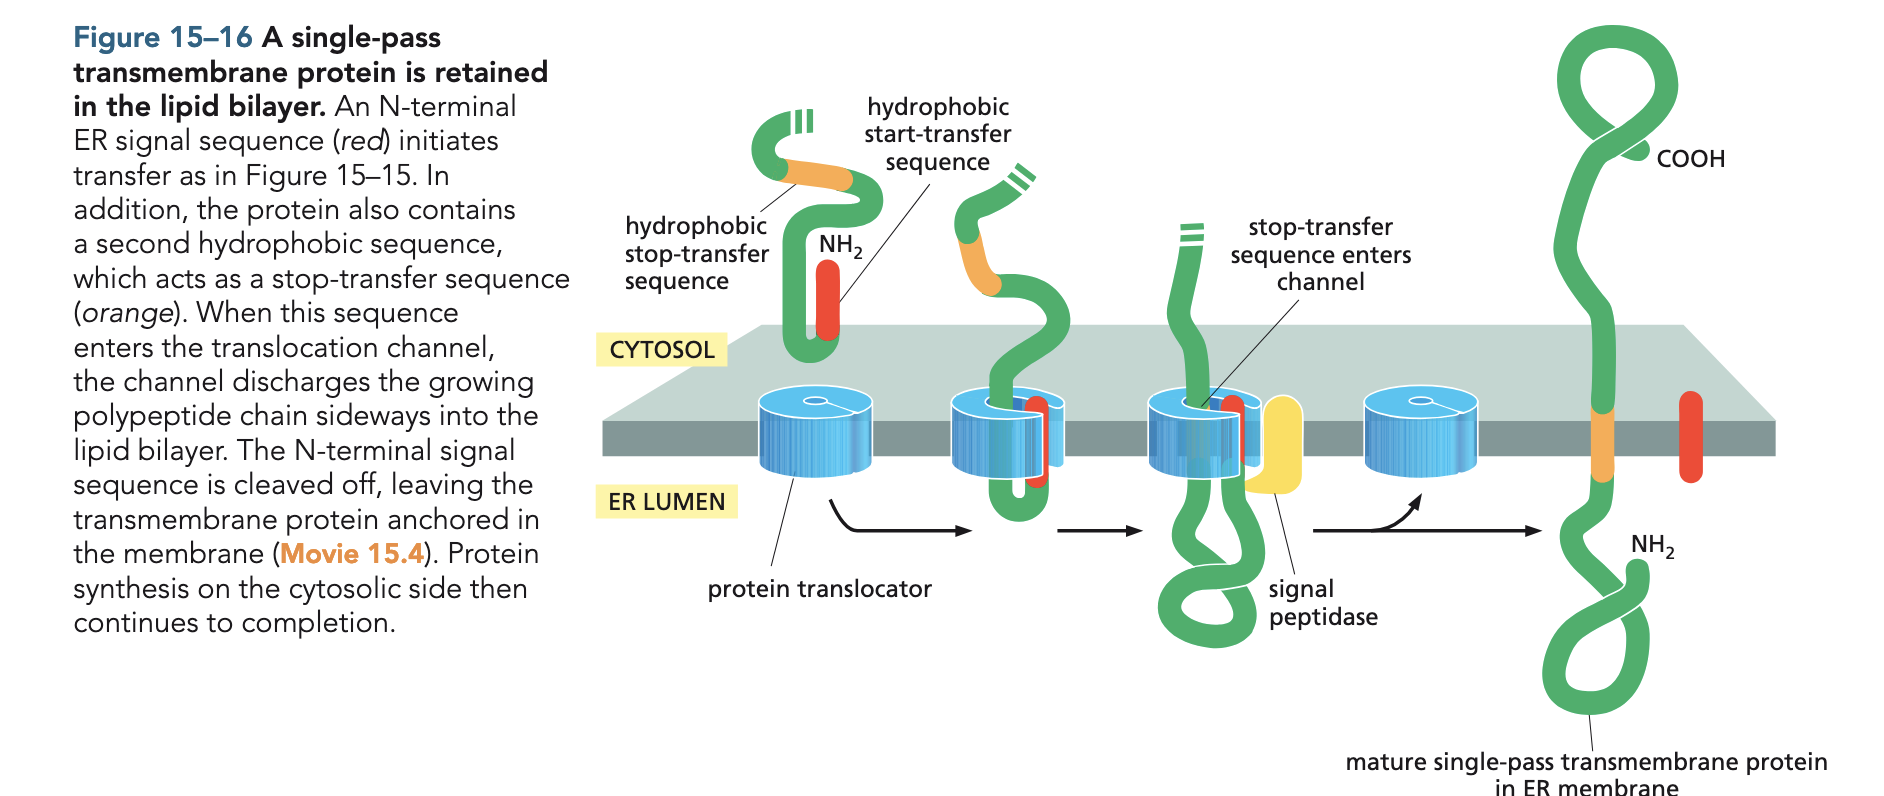 Figure 15–16 A single-pass
transmembrane protein is retained
in the lipid bilayer. An N-terminal
ER signal sequence (red) initiates
transfer as in Figure 15–15. In
addition, the protein also contains
a second hydrophobic sequence,
which acts as a stop-transfer sequence
(orange). When this sequence
enters the translocation channel,
the channel discharges the growing
polypeptide chain sideways into the
lipid bilayer. The N-terminal signal
sequence is cleaved off, leaving the
transmembrane protein anchored in
the membrane (Movie 15.4). Protein
synthesis on the cytosolic side then
continues to completion.
hydrophobic
start-transfer
sequence
hydrophobic
stop-transfer
sequence
NH2
stop-transfer
sequence enters
channel
COOH
CYTOSOL
ER LUMEN
protein translocator
signal
peptidase
NH2
mature single-pass transmembrane protein
in ER membrane